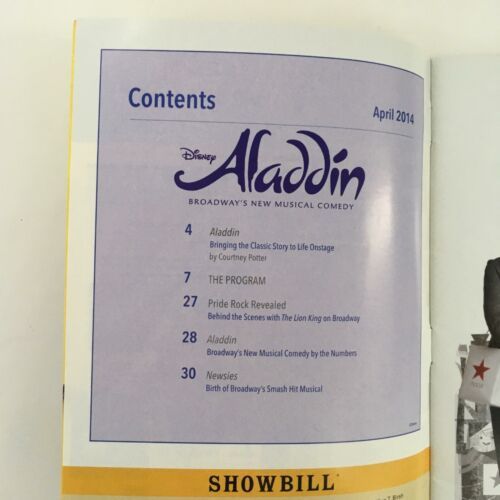 Contents
April 2014
Disney
Aladdin
BROADWAY'S NEW MUSICAL COMEDY
4 Aladdin
Bringing the Classic Story to Life Onstage
by Courtney Potter
7 THE PROGRAM
27 Pride Rock Revealed
Behind the Scenes with The Lion King on Broadway
28 Aladdin
Broadway's New Musical Comedy by the Numbers
30 Newsies
Birth of Broadway's Smash Hit Musical
SHOWBILL